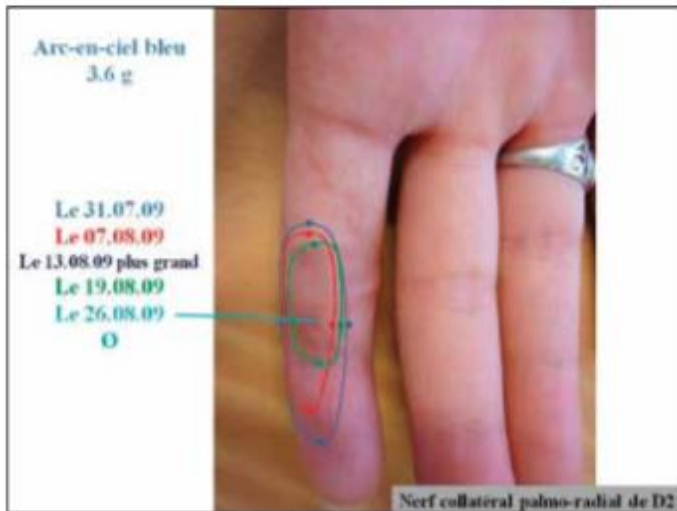 Arc-en-ciel bleu
3.6 g
Le 31.07.09
Le 07.08.09
Le 13.08.09 plus grand
Le 19.08.09
Le 26.08.09
Ø
Nerf collatéral palmo-radial de D2